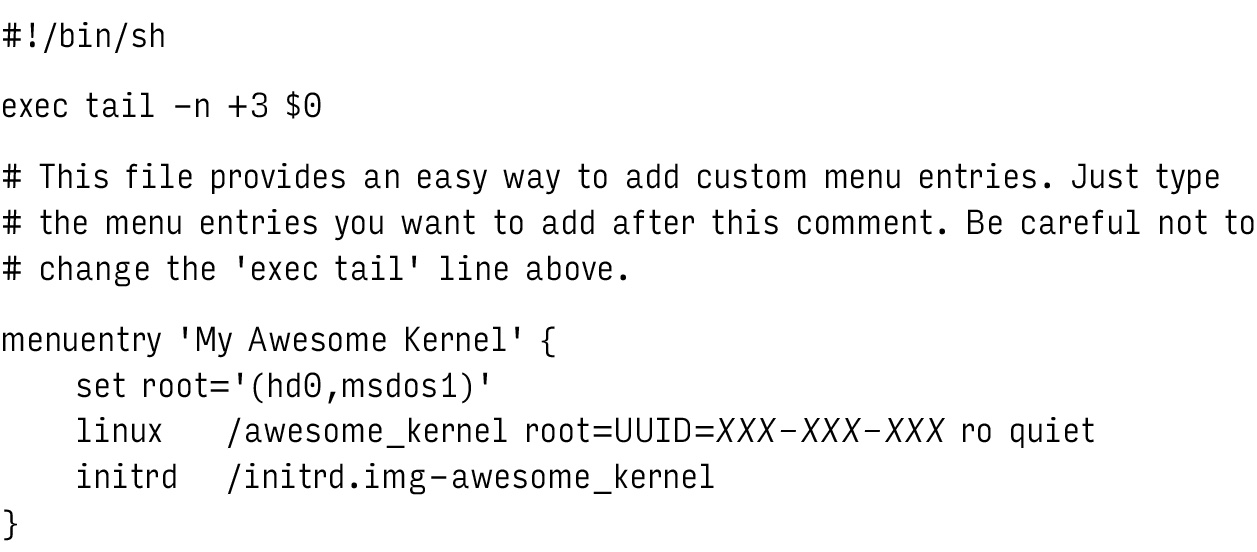 #!/bin/sh
exec tail -n +3 $0
# This file provides an easy way to add custom menu entries. Just type
# the menu entries you want to add after this comment. Be careful not to
# change the 'exec tail' line above.
menuentry 'My Awesome Kernel' {
    set root='(hd0,msdos1)'
    linux   /awesome_kernel root=UUID=XXX-XXX-XXX ro quiet
    initrd  /initrd.img-awesome_kernel
}